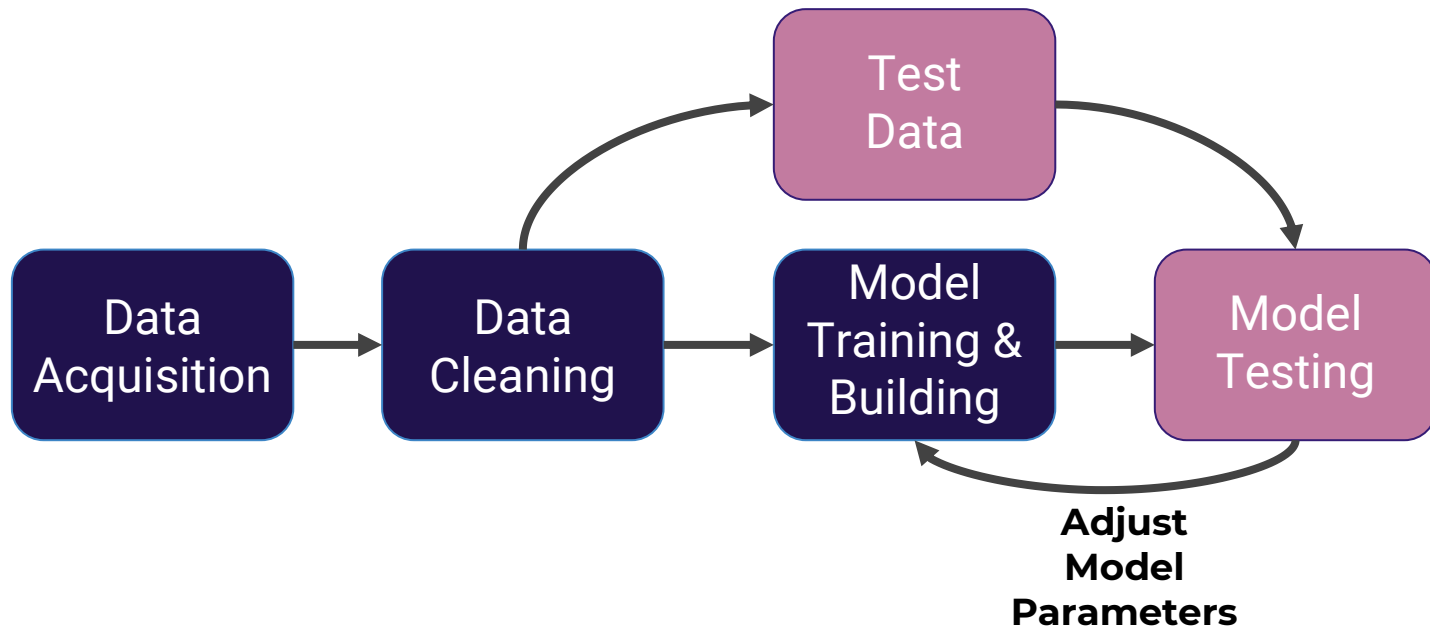 Test
Data
Data
Acquisition
Data
Cleaning
Model
Training &
Building
Model
Testing
Adjust
Model
Parameters